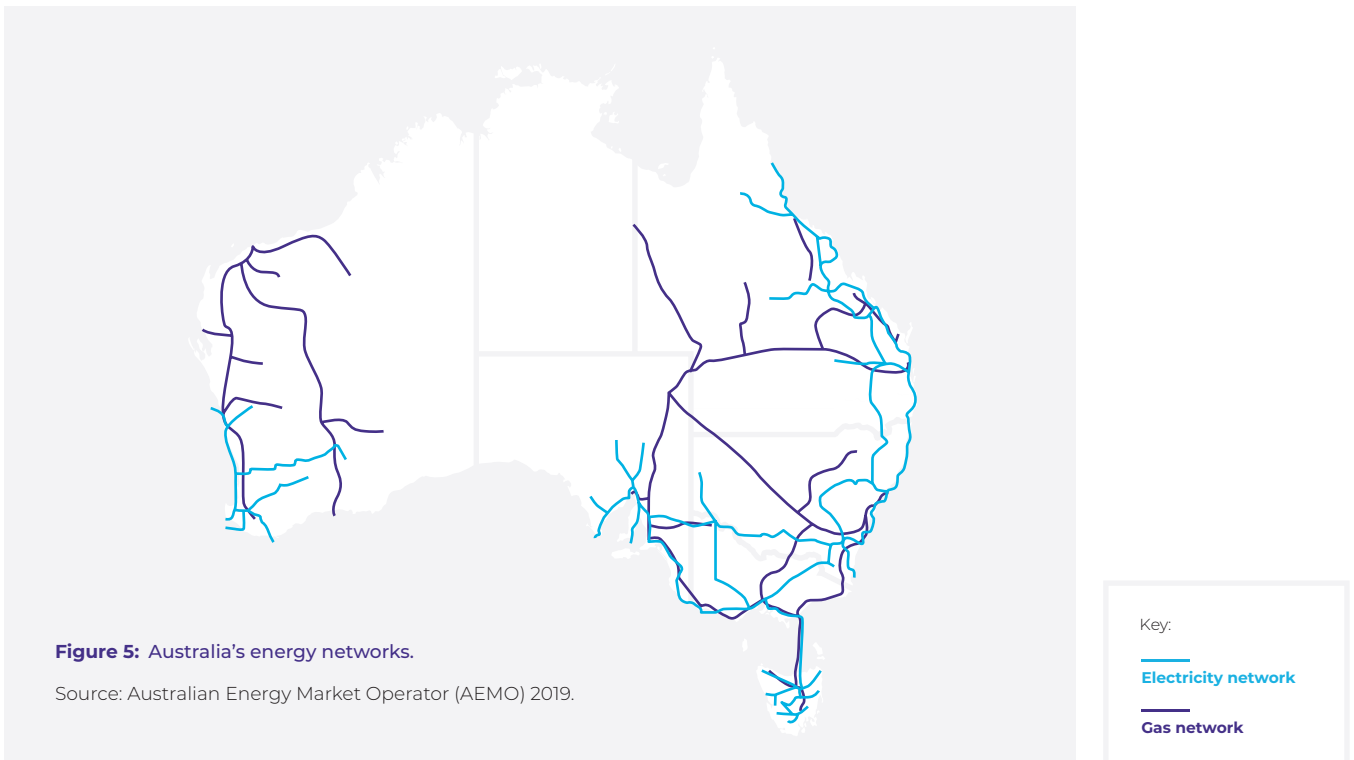 Figure 5: Australia’s energy networks.
Source: Australian Energy Market Operator (AEMO) 2019.
Key:
Electricity network
Gas network